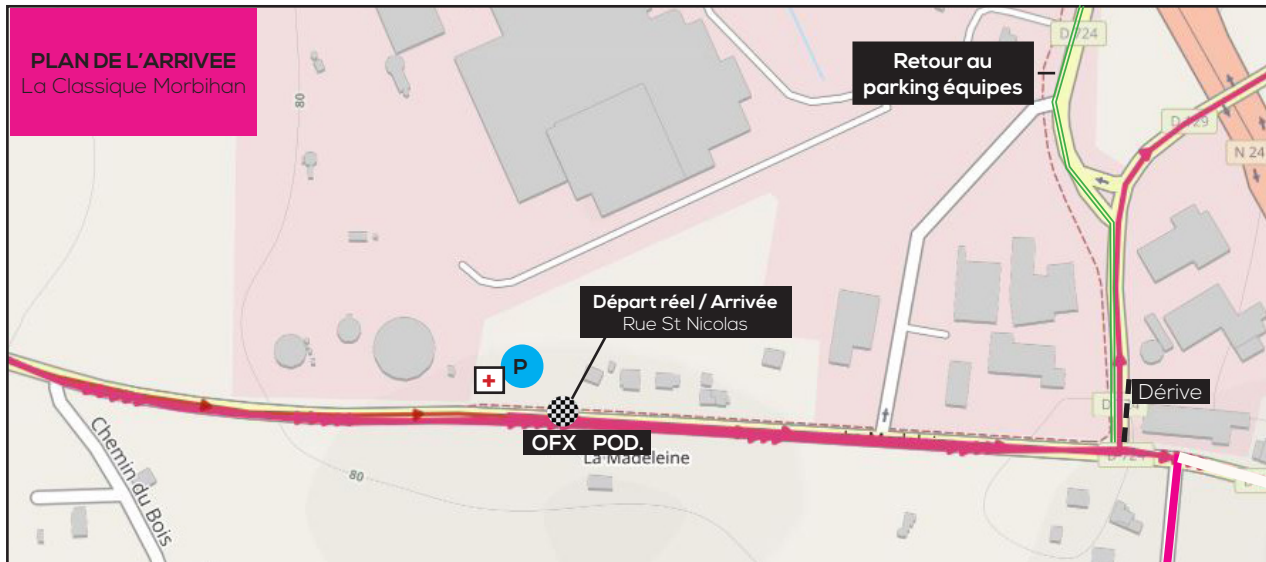 PLAN DE L'ARRIVEE
La Classique Morbihan
Retour au
parking équipes
D 724
N 24
80
Départ réel / Arrivée
Rue St Nicolas
P
Dérive
OFX POD.
La Madeleine
Chemin du Bois
80